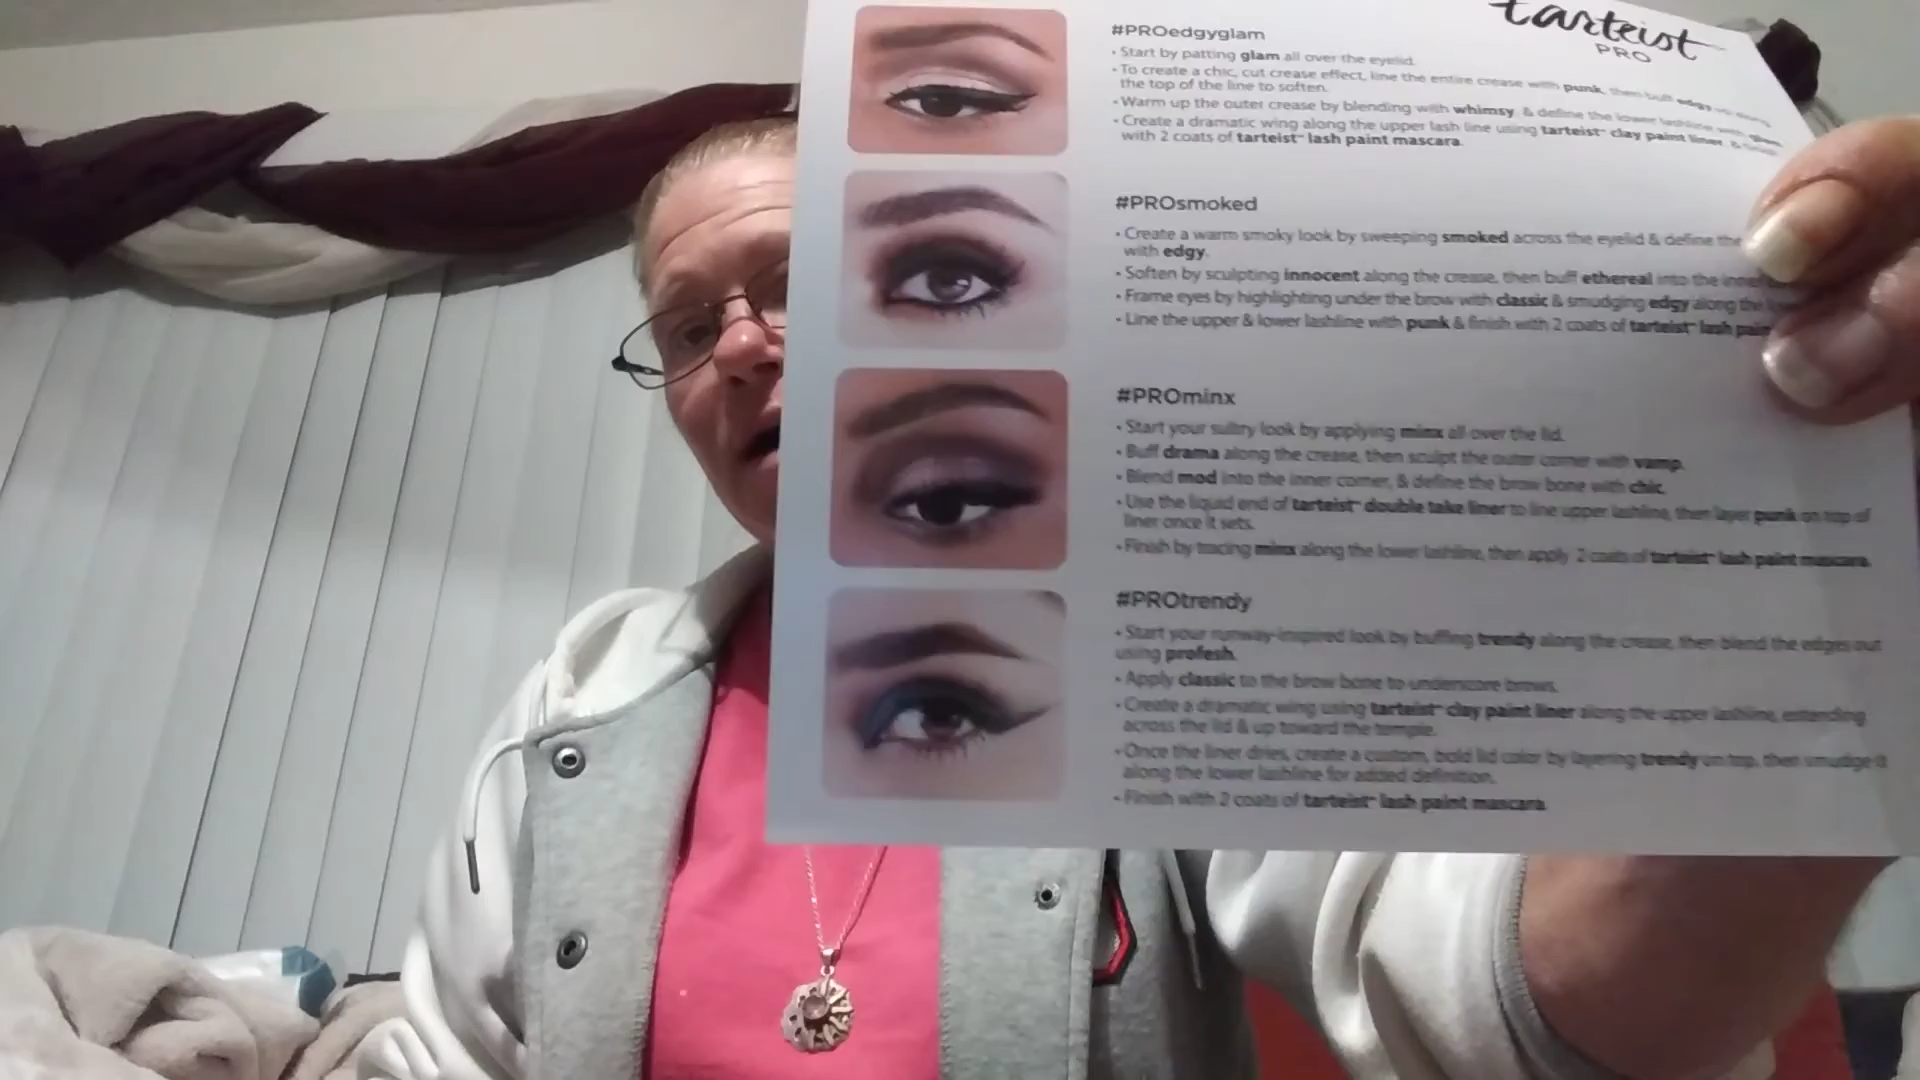 tarteist
PRO
#PROedgyglam
• Start by patting glam all over the eyelid.
• To create a chic, cut crease effect, line the entire crease with punk, then buff edgy
the top of the line to soften.
• Warm up the outer crease by blending with whimsy, & define the lower lashline with
• Create a dramatic wing along the upper lash line using tarteist™ clay paint liner, &
with 2 coats of tarteist™ lash paint mascara.
#PROsmoked
• Create a warm smoky look by sweeping smoked across the eyelid & define the
with edgy.
• Soften by sculpting innocent along the crease, then buff ethereal into the inner
• Frame eyes by highlighting under the brow with classic & smudging edgy along the
• Line the upper & lower lashline with punk & finish with 2 coats of tarteist™ lash pain
#PROminx
• Start your sultry look by applying minx all over the lid.
• Buff drama along the crease, then sculpt the outer corner with vamp.
• Blend mod into the inner corner, & define the brow bone with chic.
• Use the liquid end of tarteist™ double take liner to line upper lashline, then layer punk on top of
liner once it sets.
• Finish by tracing minx along the lower lashline, then apply 2 coats of tarteist™ lash paint mascara.
#PROtrendy
• Start your runway-inspired look by buffing trendy along the crease, then blend the edges out
using profesh.
• Apply classic to the brow bone to underscore brows.
• Create a dramatic wing using tarteist™ clay paint liner along the upper lashline, extending
across the lid & up toward the temple.
• Once the liner dries, create a custom, bold lid color by layering trendy on top, then smudge it
along the lower lashline for added definition.
• Finish with 2 coats of tarteist™ lash paint mascara.